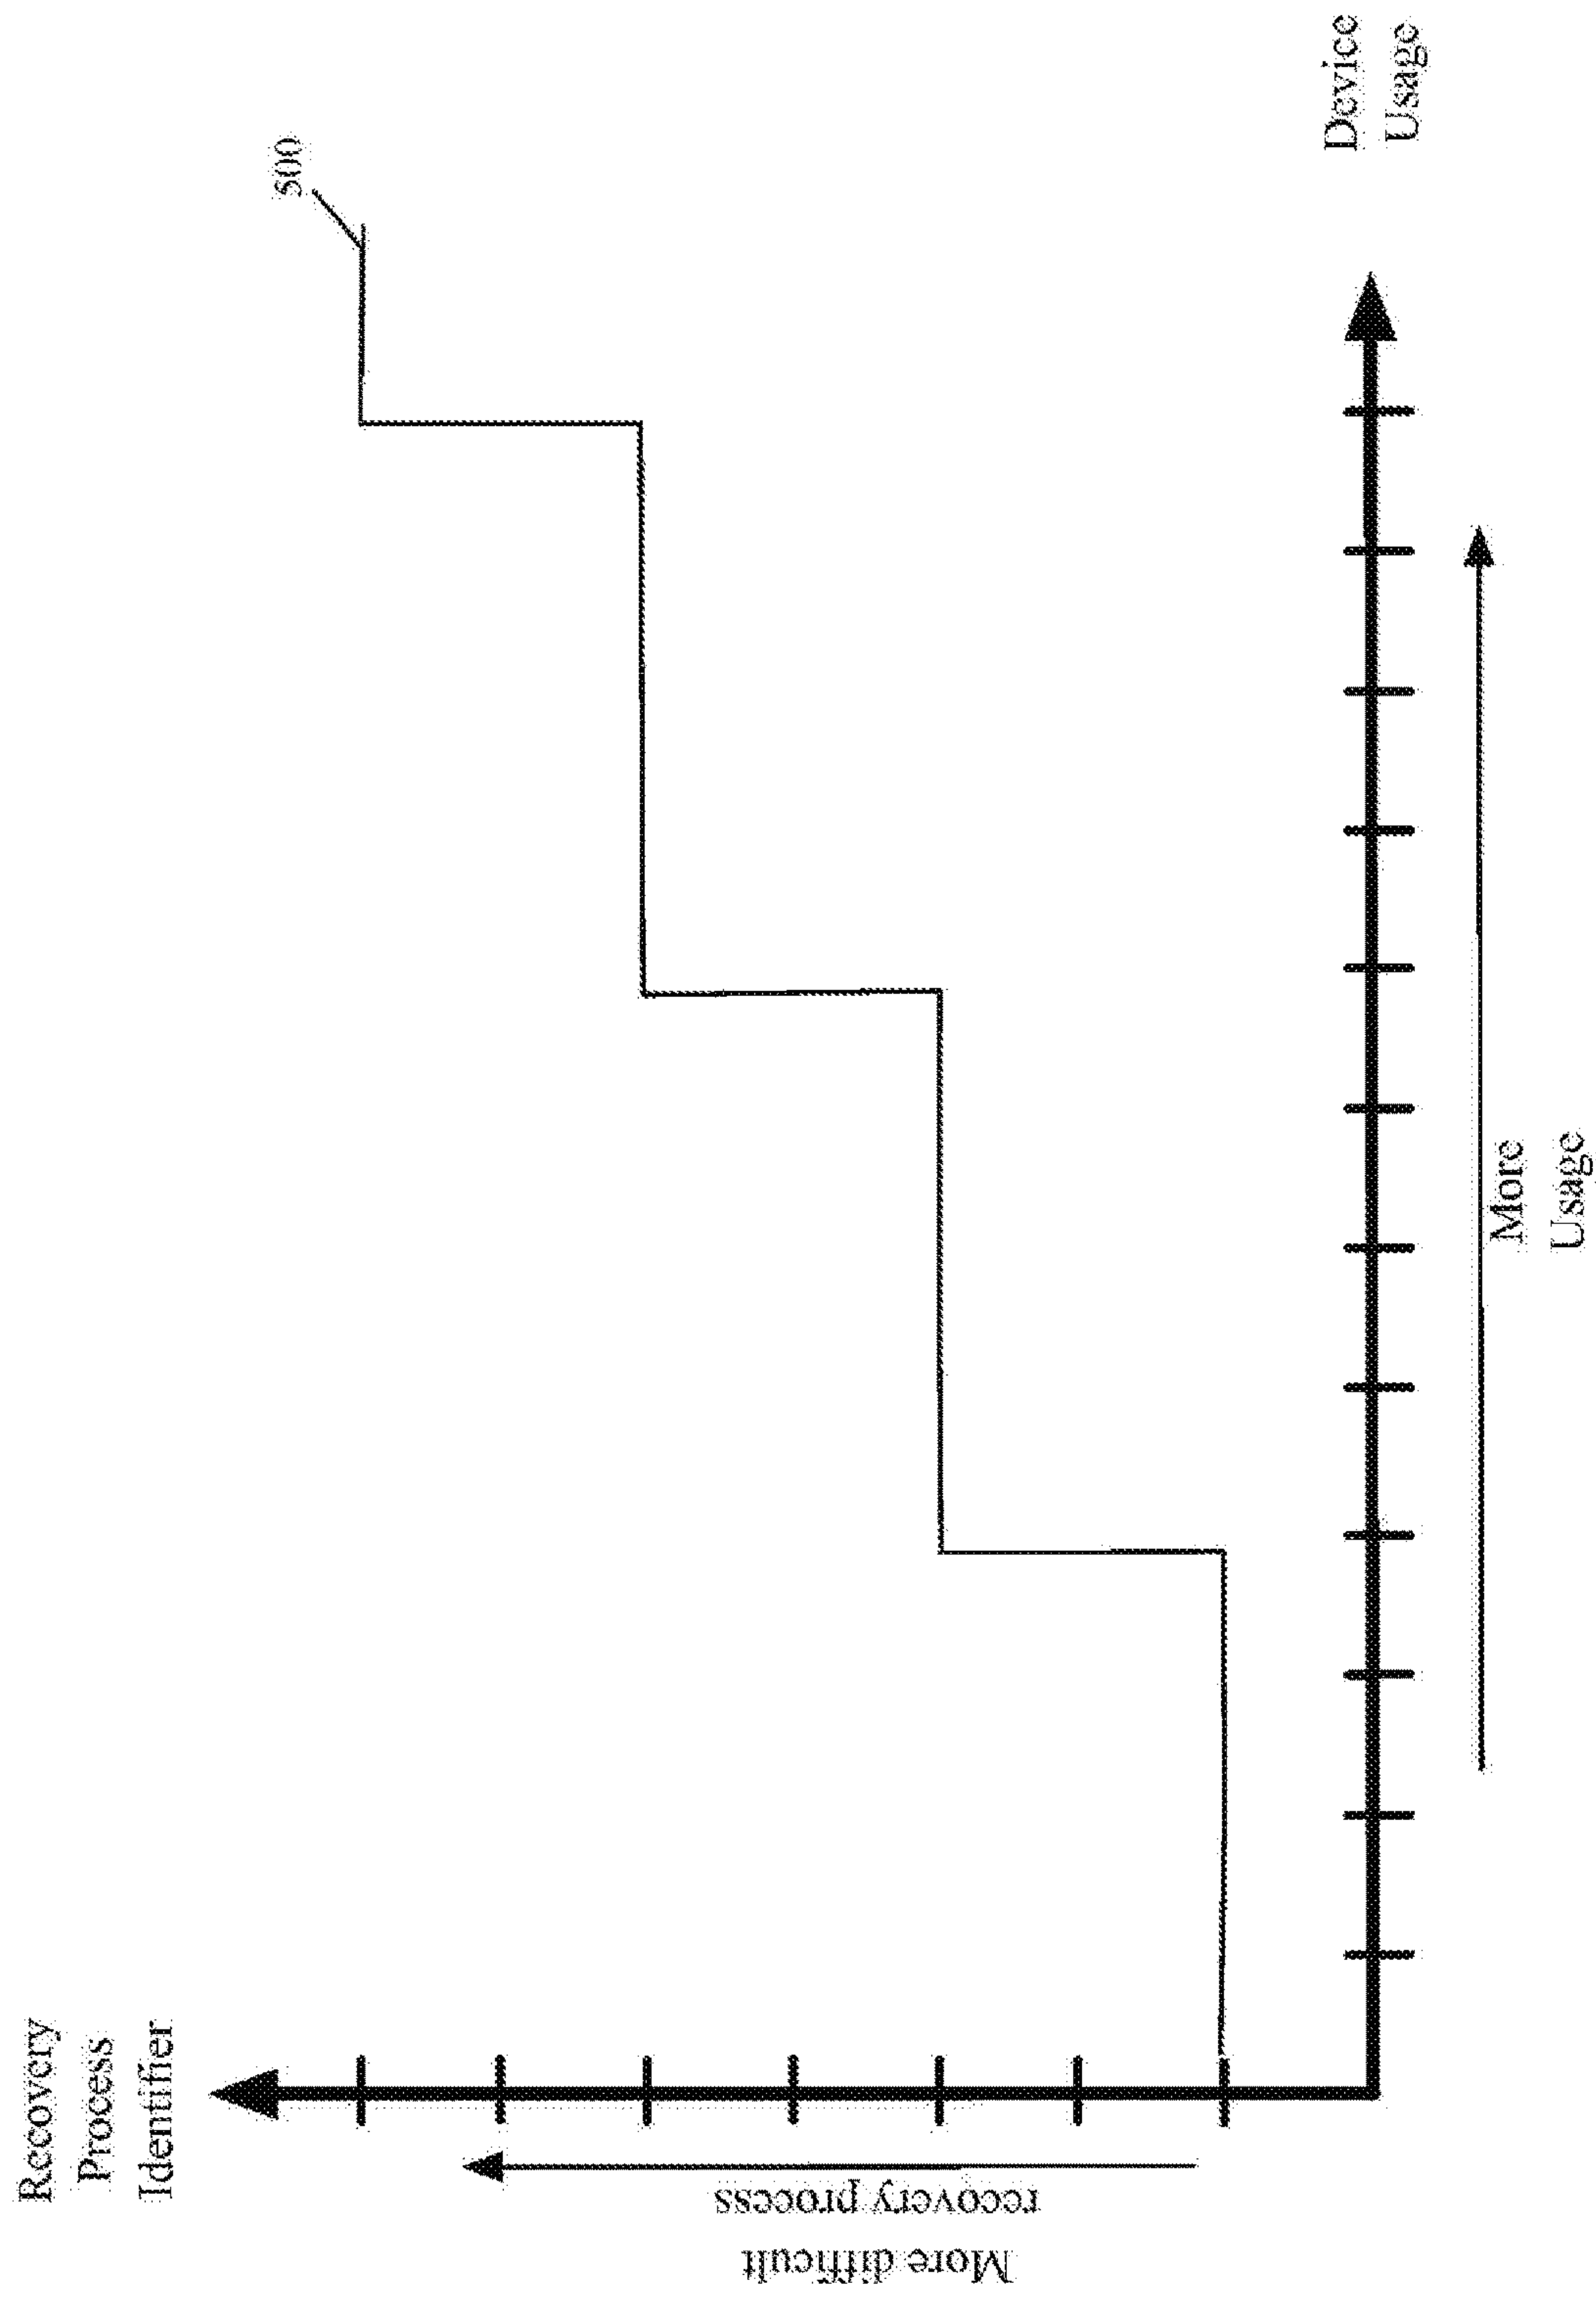 Recovery
Process
Identifier
More difficult
recovery process
500
More
Usage
Device
Usage